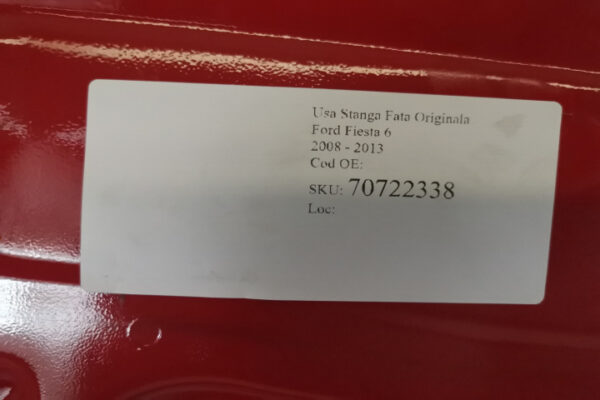 Usa Stanga Fata Originala
Ford Fiesta 6
2008 - 2013
Cod OE:
SKU: 70722338
Loc: